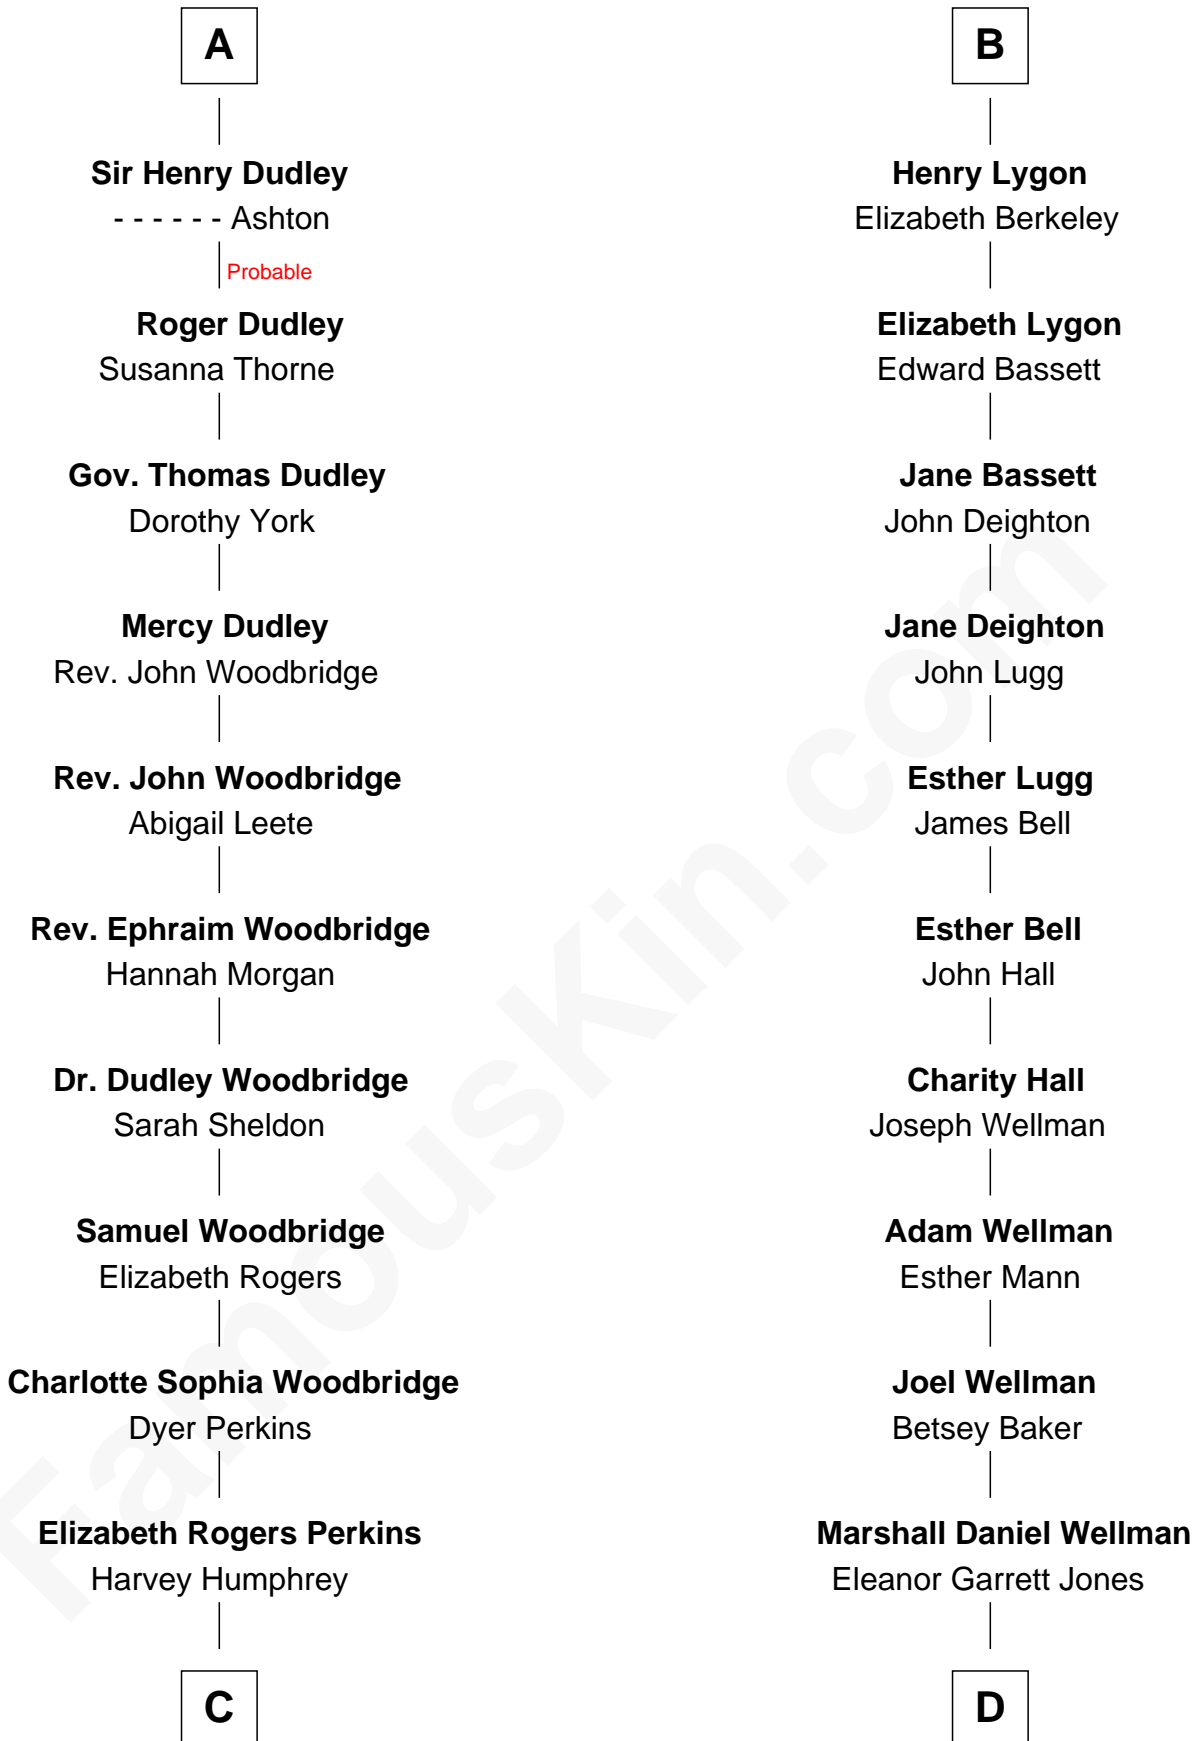 A
Sir Henry Dudley
- - - - - - Ashton
Probable
Roger Dudley
Susanna Thorne
Gov. Thomas Dudley
Dorothy York
Mercy Dudley
Rev. John Woodbridge
Rev. John Woodbridge
Abigail Leete
Rev. Ephraim Woodbridge
Hannah Morgan
Dr. Dudley Woodbridge
Sarah Sheldon
Samuel Woodbridge
Elizabeth Rogers
Charlotte Sophia Woodbridge
Dyer Perkins
Elizabeth Rogers Perkins
Harvey Humphrey
C
B
Henry Lygon
Elizabeth Berkeley
Elizabeth Lygon
Edward Bassett
Jane Bassett
John Deighton
Jane Deighton
John Lugg
Esther Lugg
James Bell
Esther Bell
John Hall
Charity Hall
Joseph Wellman
Adam Wellman
Esther Mann
Joel Wellman
Betsey Baker
Marshall Daniel Wellman
Eleanor Garrett Jones
D
FamousKin.com